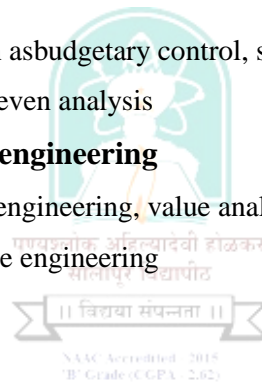 asbudgetary control, s
even analysis
engineering
engineering, value anal
पुण्यश्लोक अहिल्यादेवी होळकर
e engineering
सोलापूर विद्यापीठ
।। विद्यया संपन्नता ।।
NAAC Accredited - 2015
'B' Grade (CGPA - 2.62)